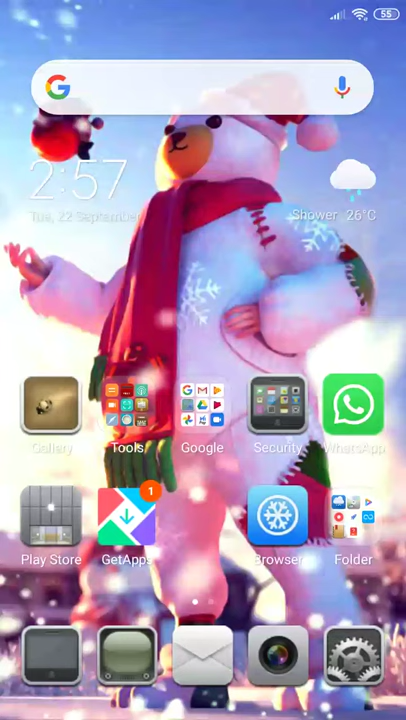 55
G
2:57
Tue, 22 September
Shower 26°C
Gallery
Tools
Google
Security
WhatsApp
1
Play Store
GetApps
Browser
Folder